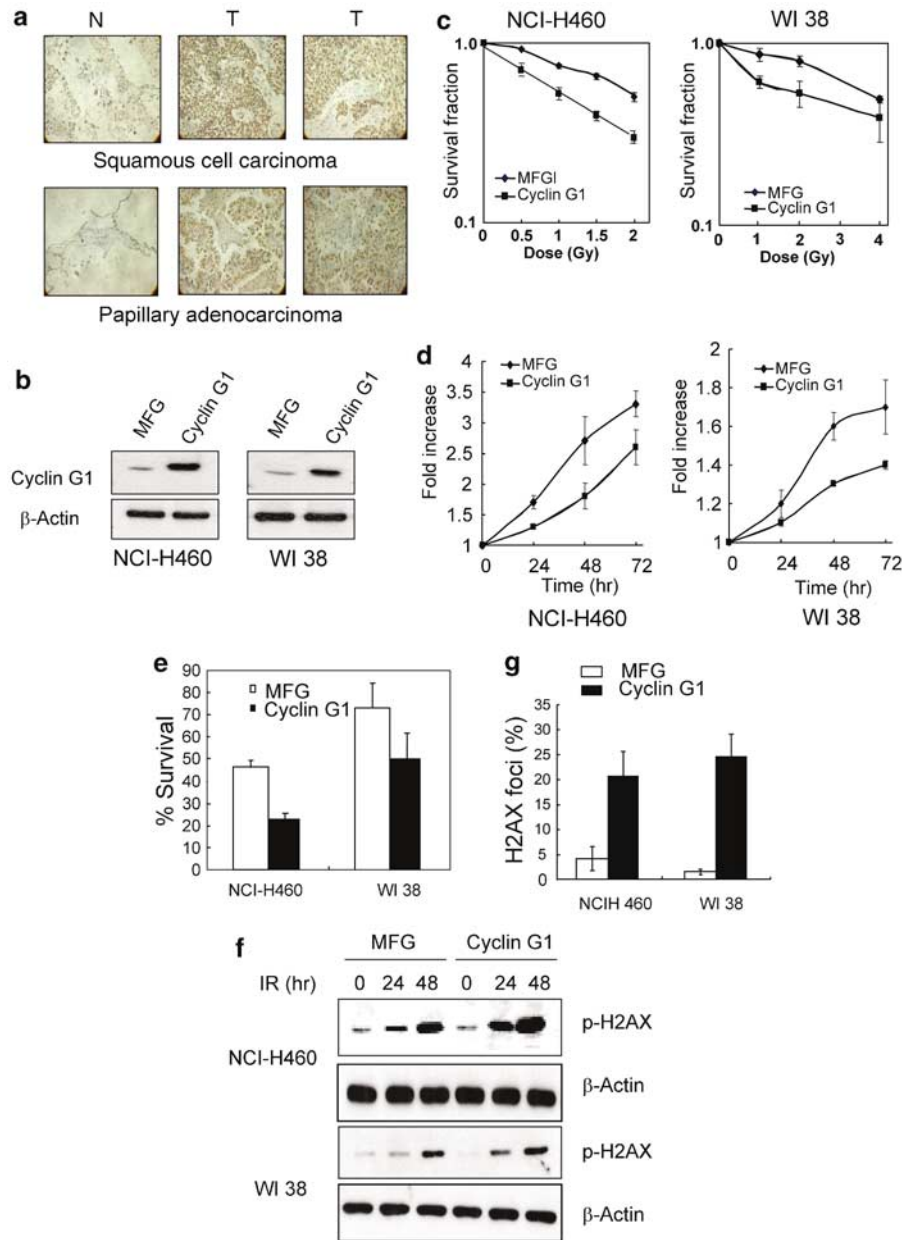 a
N T T
Squamous cell carcinoma
Papillary adenocarcinoma
b
MFG Cyclin G1 MFG Cyclin G1
Cyclin G1
β-Actin
NCI-H460 WI 38
c
NCI-H460
Survival fraction
1.0
0.1
MFGI
Cyclin G1
0 0.5 1.0 1.5 2
Dose (Gy)
WI 38
Survival fraction
1.0
0.1
MFG
Cyclin G1
0 1 2 3 4
Dose (Gy)
d
Fold increase
4
3.5
3
2.5
2
1.5
1
MFG
Cyclin G1
0 24 48 72
Time (hr)
NCI-H460
Fold increase
2
1.8
1.6
1.4
1.2
1
MFG
Cyclin G1
0 24 48 72
Time (hr)
WI 38
e
% Survival
90
80
70
60
50
40
30
20
10
0
MFG
Cyclin G1
NCI-H460 WI 38
g
MFG
Cyclin G1
H2AX foci (%)
35
30
25
20
15
10
5
0
NCIH 460 WI 38
f
MFG Cyclin G1
IR (hr) 0 24 48 0 24 48
NCI-H460
p-H2AX
β-Actin
WI 38
p-H2AX
β-Actin